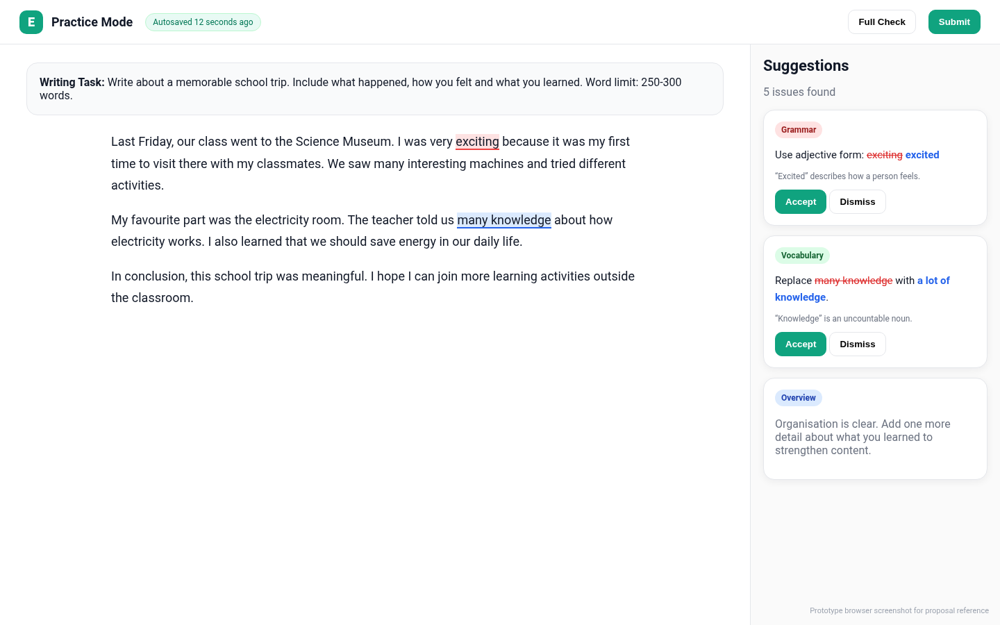 E
Practice Mode
Autosaved 12 seconds ago
Full Check
Submit
Writing Task: Write about a memorable school trip. Include what happened, how you felt and what you learned. Word limit: 250-300
words.
Last Friday, our class went to the Science Museum. I was very exciting because it was my first
time to visit there with my classmates. We saw many interesting machines and tried different
activities.
My favourite part was the electricity room. The teacher told us many knowledge about how
electricity works. I also learned that we should save energy in our daily life.
In conclusion, this school trip was meaningful. I hope I can join more learning activities outside
the classroom.
Suggestions
5 issues found
Grammar
Use adjective form: exciting excited
“Excited” describes how a person feels.
Accept
Dismiss
Vocabulary
Replace many knowledge with a lot of
knowledge.
“Knowledge” is an uncountable noun.
Accept
Dismiss
Overview
Organisation is clear. Add one more
detail about what you learned to
strengthen content.
Prototype browser screenshot for proposal reference